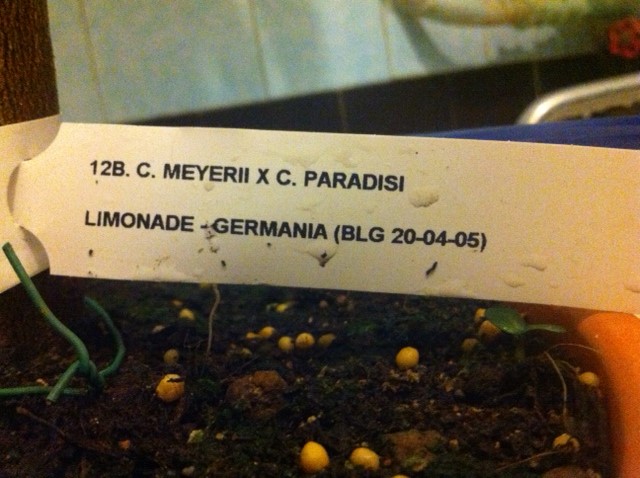 12B. C. MEYERII X C. PARADISI
LIMONADE - GERMANIA (BLG 20-04-05)